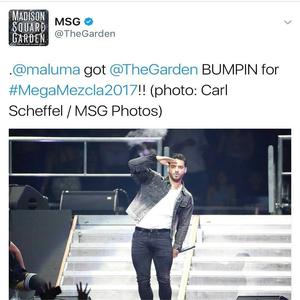 MADISON
SQUARE
GARDEN
MSG
@TheGarden
.@maluma got @TheGarden BUMPIN for
#MegaMezcla2017!! (photo: Carl
Scheffel / MSG Photos)